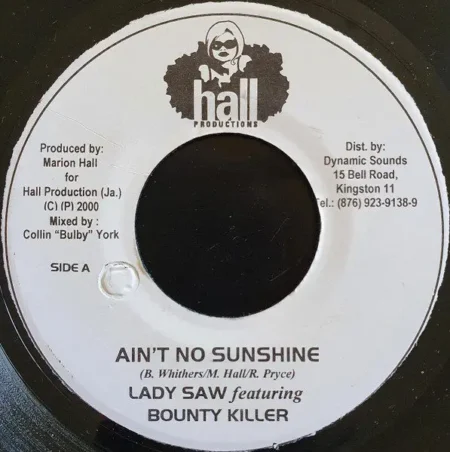 hall
PRODUCTIONS
Produced by:
Marion Hall
for
Hall Production (Ja.)
(C) (P) 2000
Mixed by :
Collin "Bulby" York
Dist. by:
Dynamic Sounds
15 Bell Road,
Kingston 11
Tel.: (876) 923-9138-9
SIDE A
AIN'T NO SUNSHINE
(B. Whithers/M. Hall/R. Pryce)
LADY SAW featuring
BOUNTY KILLER